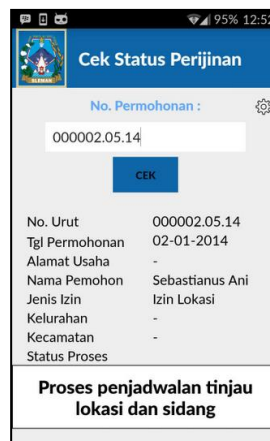 95% 12:52
SLEMAN
Cek Status Perijinan
No. Permohonan :
000002.05.14
CEK
No. Urut 000002.05.14
Tgl Permohonan 02-01-2014
Alamat Usaha -
Nama Pemohon Sebastianus Ani
Jenis Izin Izin Lokasi
Kelurahan -
Kecamatan -
Status Proses
Proses penjadwalan tinjau
lokasi dan sidang